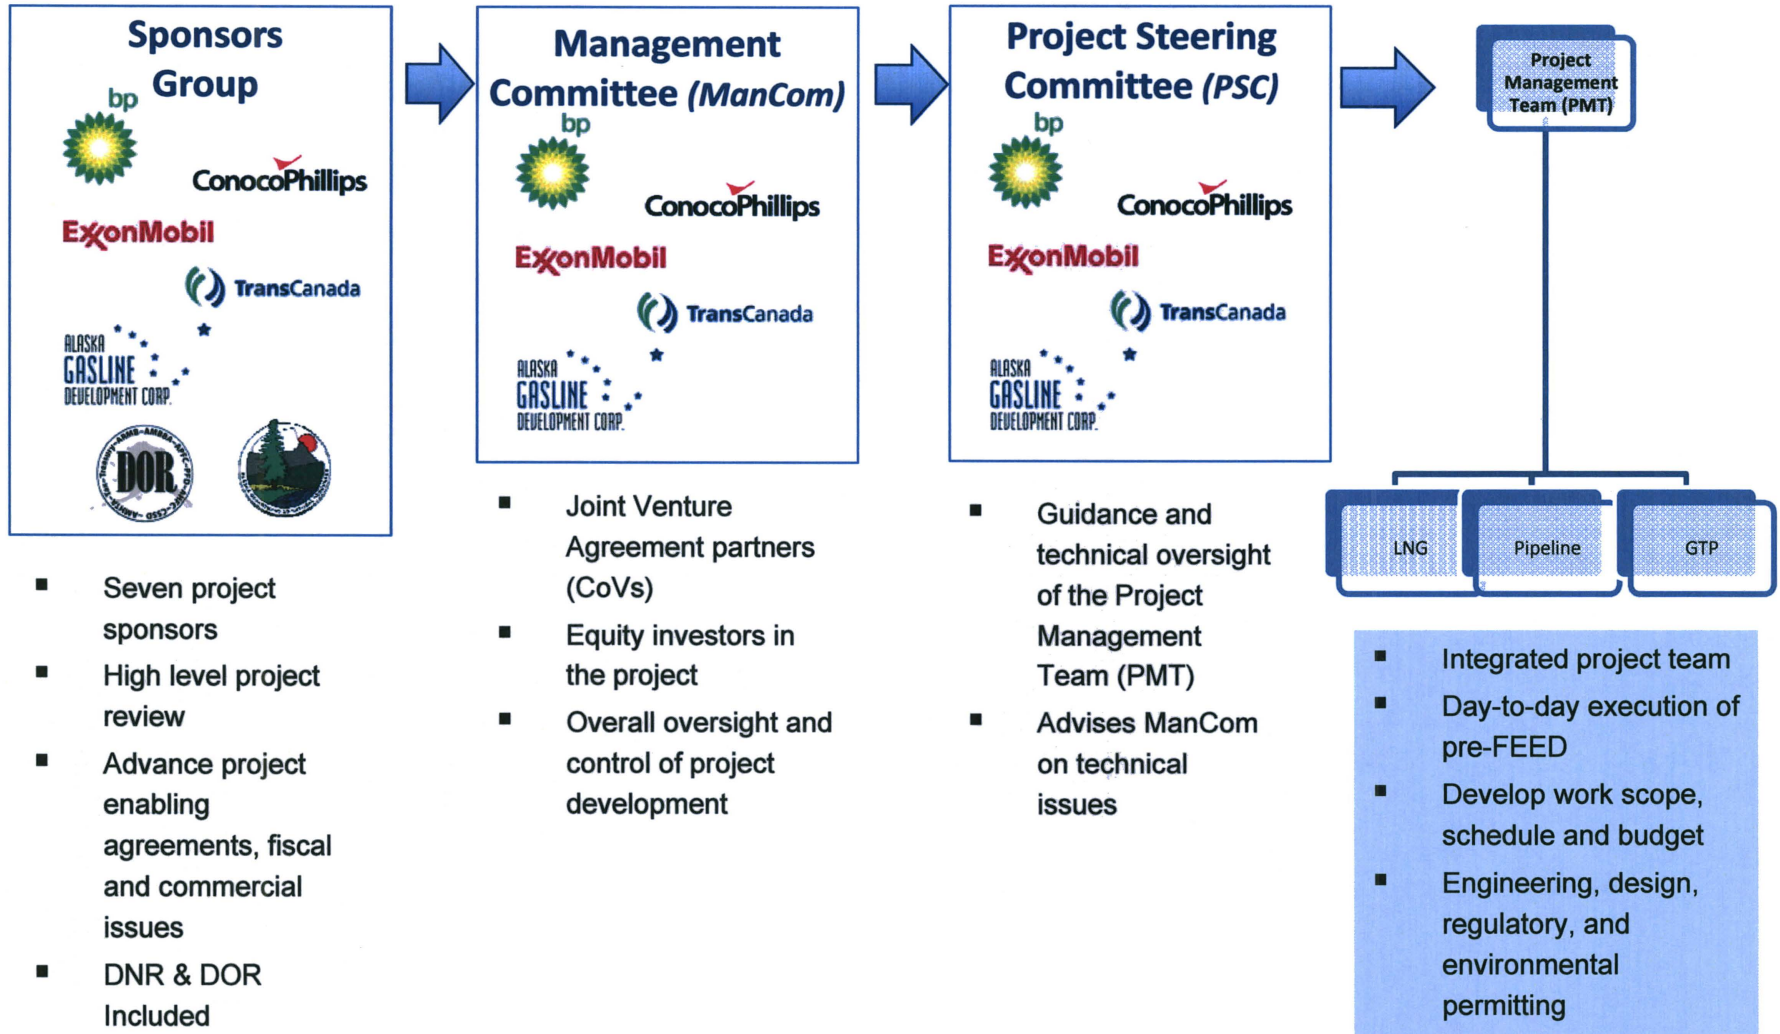 Sponsors
Group
bp
ConocoPhillips
ExxonMobil
TransCanada
ALASKA
GASLINE
DEVELOPMENT CORP.
DOR
Seven project
sponsors
High level project
review
Advance project
enabling
agreements, fiscal
and commercial
issues
DNR & DOR
Included
Management
Committee (ManCom)
bp
ConocoPhillips
ExxonMobil
TransCanada
ALASKA
GASLINE
DEVELOPMENT CORP.
Joint Venture
Agreement partners
(CoVs)
Equity investors in
the project
Overall oversight and
control of project
development
Project Steering
Committee (PSC)
bp
ConocoPhillips
ExxonMobil
TransCanada
ALASKA
GASLINE
DEVELOPMENT CORP.
Guidance and
technical oversight
of the Project
Management
Team (PMT)
Advises ManCom
on technical
issues
Project
Management
Team (PMT)
LNG
Pipeline
GTP
Integrated project team
Day-to-day execution of
pre-FEED
Develop work scope,
schedule and budget
Engineering, design,
regulatory, and
environmental
permitting